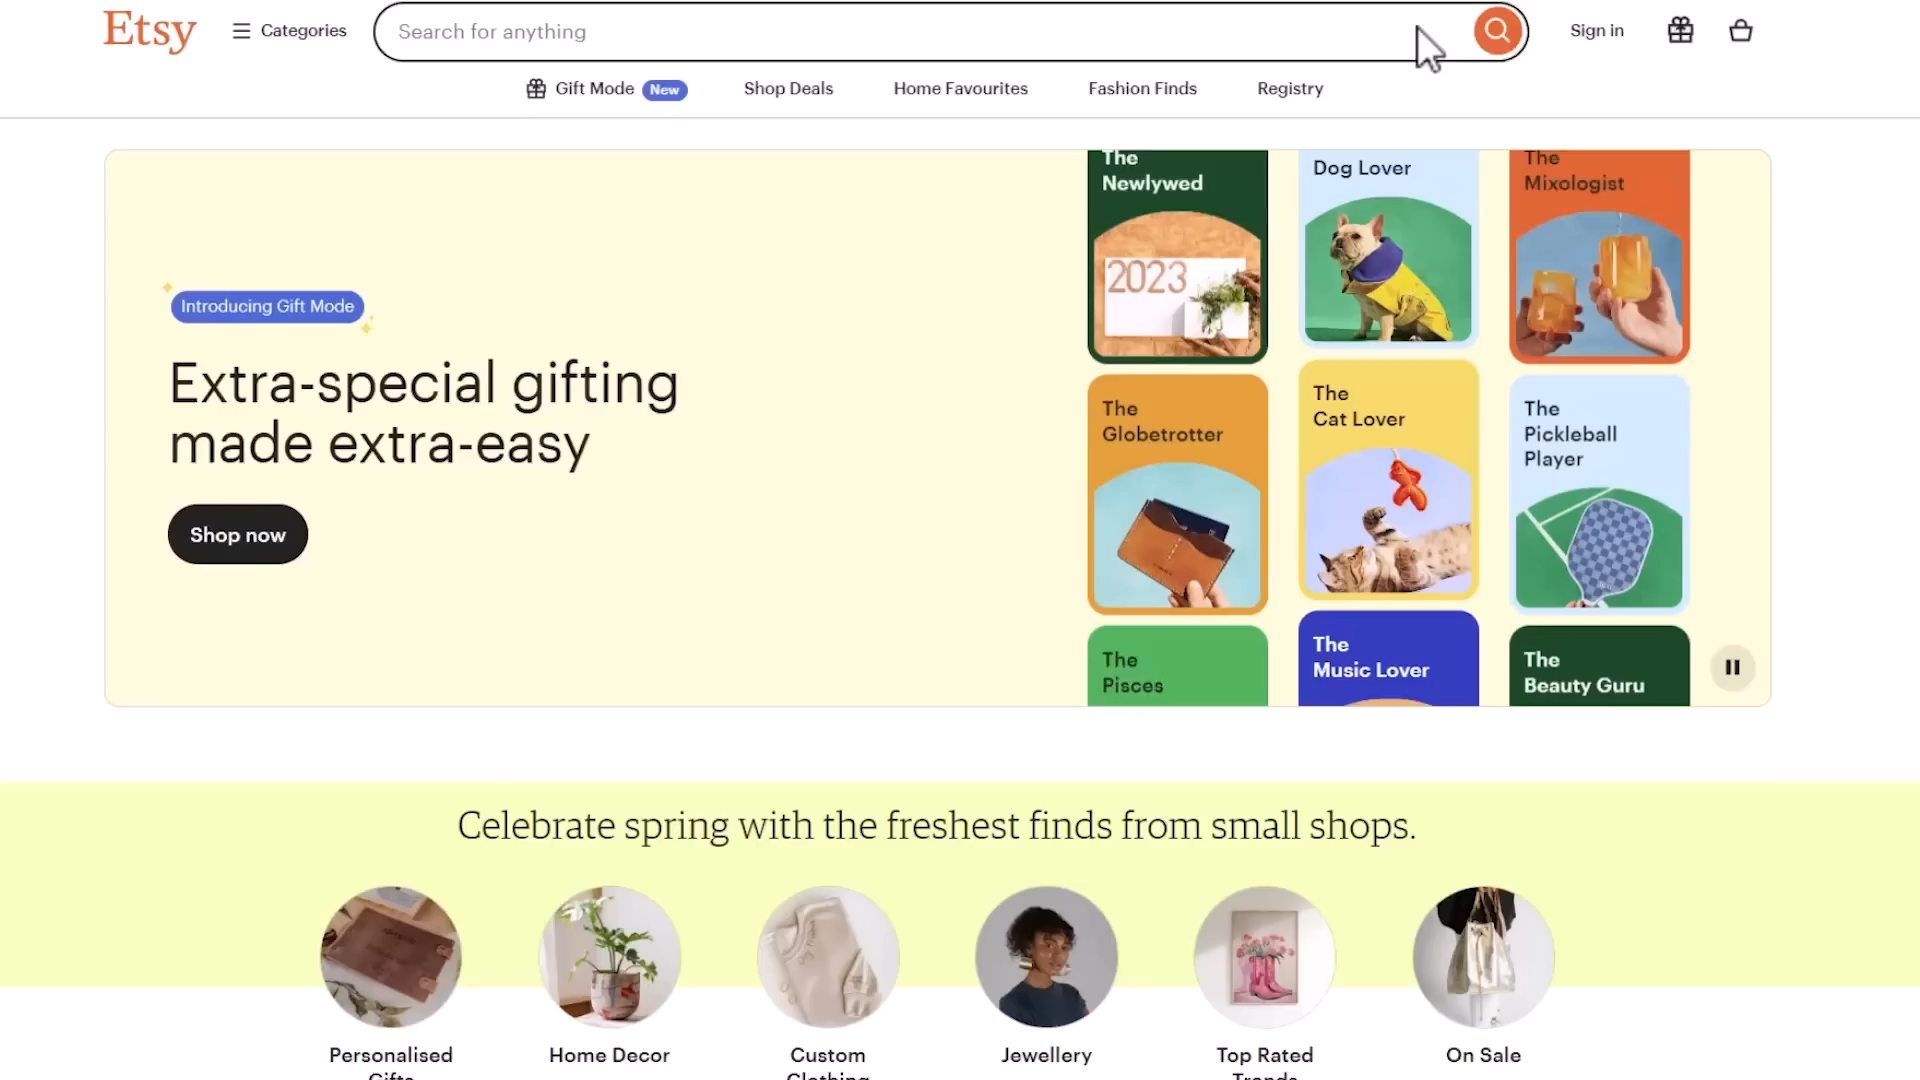 Etsy
Categories
Search for anything
Sign in
Gift Mode
New
Shop Deals
Home Favourites
Fashion Finds
Registry
Introducing Gift Mode
Extra-special gifting
made extra-easy
Shop now
The
Newlywed
2023
Dog Lover
The
Mixologist
The
Globetrotter
The
Cat Lover
The
Pickleball
Player
The
Pisces
The
Music Lover
The
Beauty Guru
Celebrate spring with the freshest finds from small shops.
Personalised
Gifts
Home Decor
Custom
Clothing
Jewellery
Top Rated
Trends
On Sale